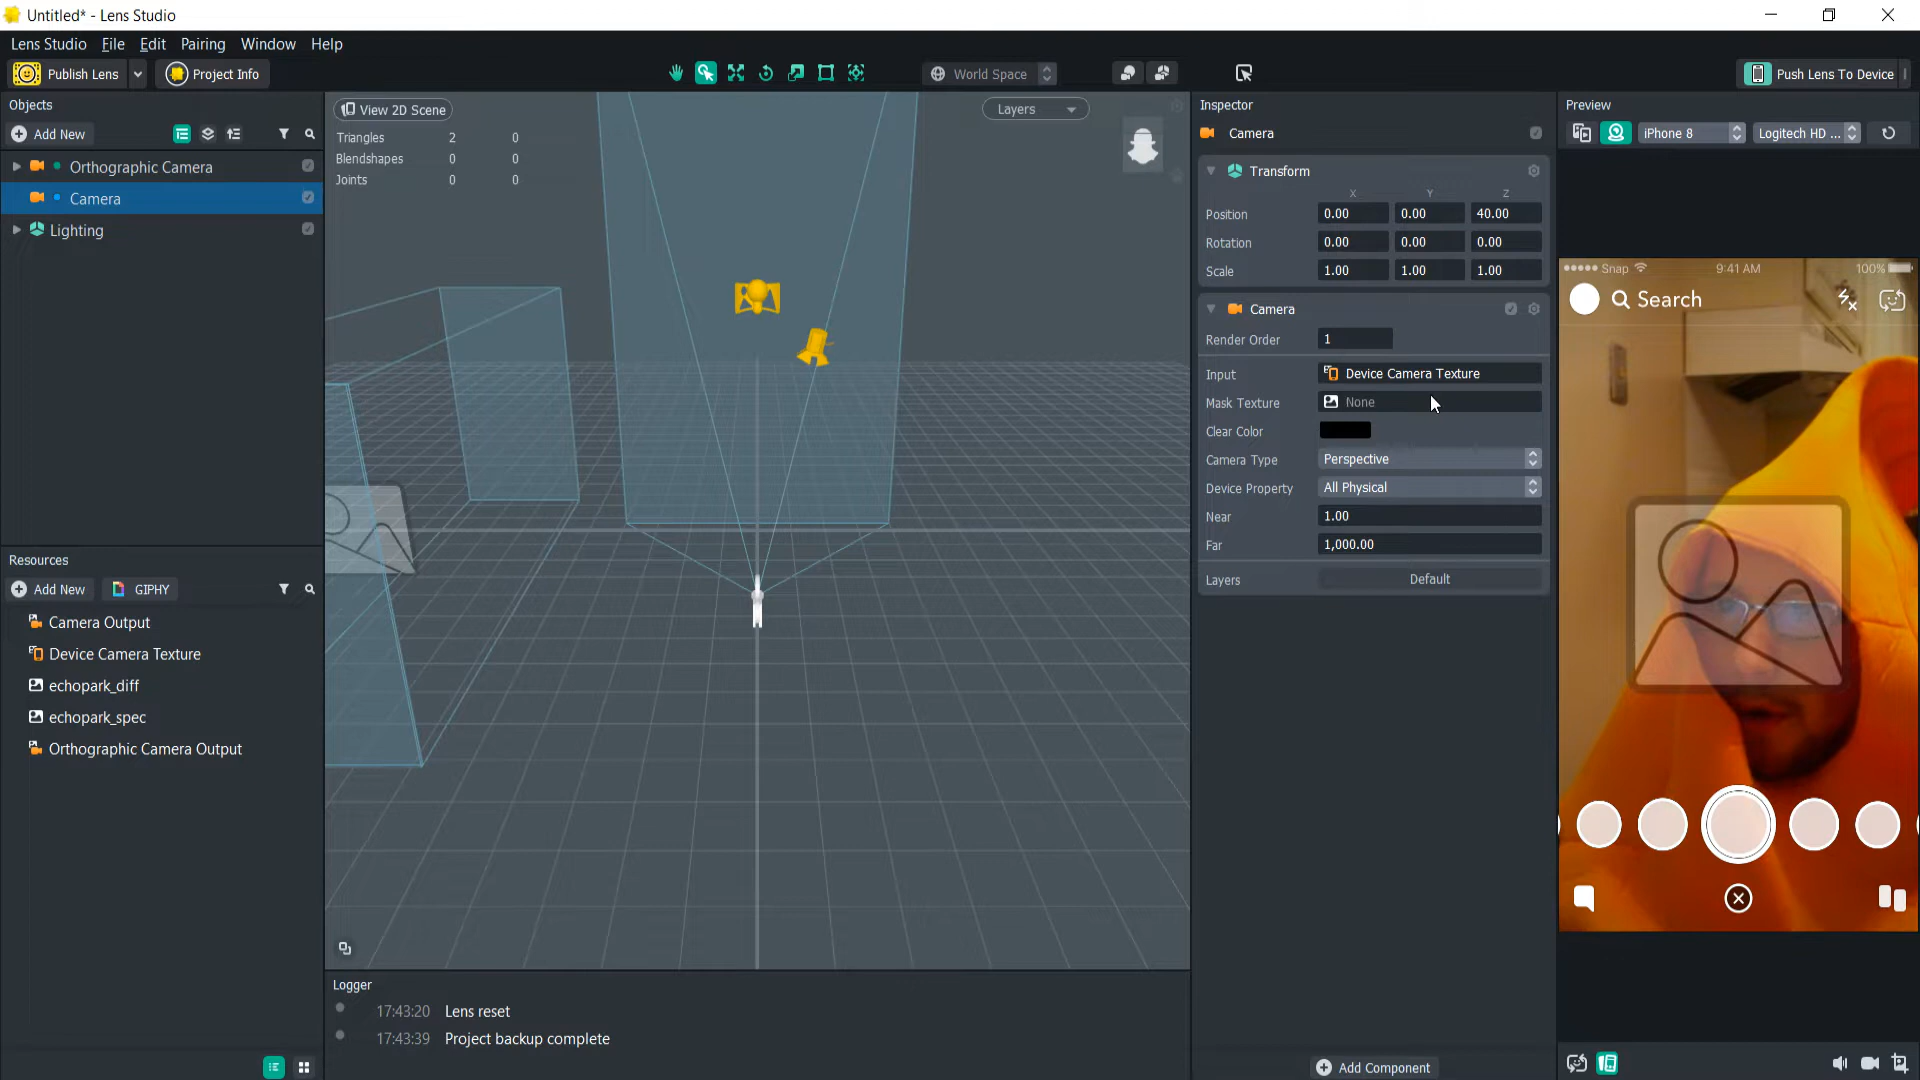 Untitled* - Lens Studio
Lens Studio File Edit Pairing Window Help
Publish Lens Project Info World Space Push Lens To Device
Objects
Add New
Orthographic Camera
Camera
Lighting
Resources
Add New GIPHY
Camera Output
Device Camera Texture
echopark_diff
echopark_spec
Orthographic Camera Output
View 2D Scene Layers
Triangles 2 0
Blendshapes 0 0
Joints 0 0
Logger
17:43:20 Lens reset
17:43:39 Project backup complete
Inspector
Camera
Transform
X Y Z
Position 0.00 0.00 40.00
Rotation 0.00 0.00 0.00
Scale 1.00 1.00 1.00
Camera
Render Order 1
Input Device Camera Texture
Mask Texture None
Clear Color
Camera Type Perspective
Device Property All Physical
Near 1.00
Far 1,000.00
Layers Default
Add Component
Preview
iPhone 8 Logitech HD ...
Snap 9:41 AM 100%
Search